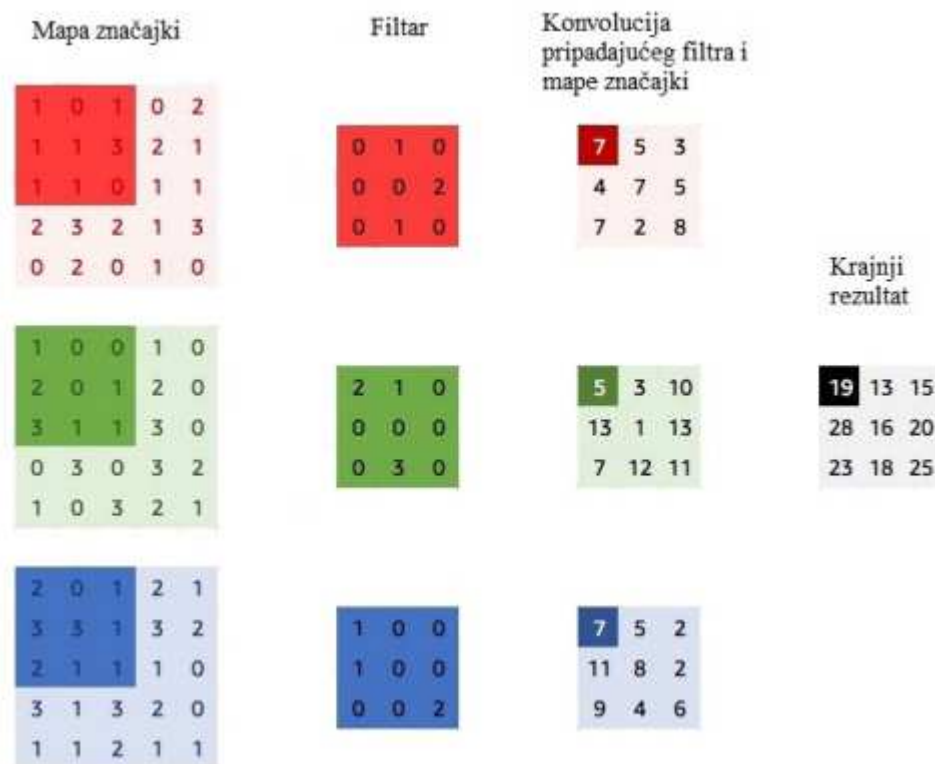 Mapa značajki
Filtar
Konvolucija
pripadajućeg filtra i
mape značajki
1 0 1 0 2
1 1 3 2 1
1 1 0 1 1
2 3 2 1 3
0 2 0 1 0
0 1 0
0 0 2
0 1 0
7 5 3
4 7 5
7 2 8
Krajnji
rezultat
1 0 0 1 0
2 0 1 2 0
3 1 1 3 0
0 3 0 3 2
1 0 3 2 1
2 1 0
0 0 0
0 3 0
5 3 10
13 1 13
7 12 11
19 13 15
28 16 20
23 18 25
2 0 1 2 1
3 3 1 3 2
2 1 1 1 0
3 1 3 2 0
1 1 2 1 1
1 0 0
1 0 0
0 0 2
7 5 2
11 8 2
9 4 6